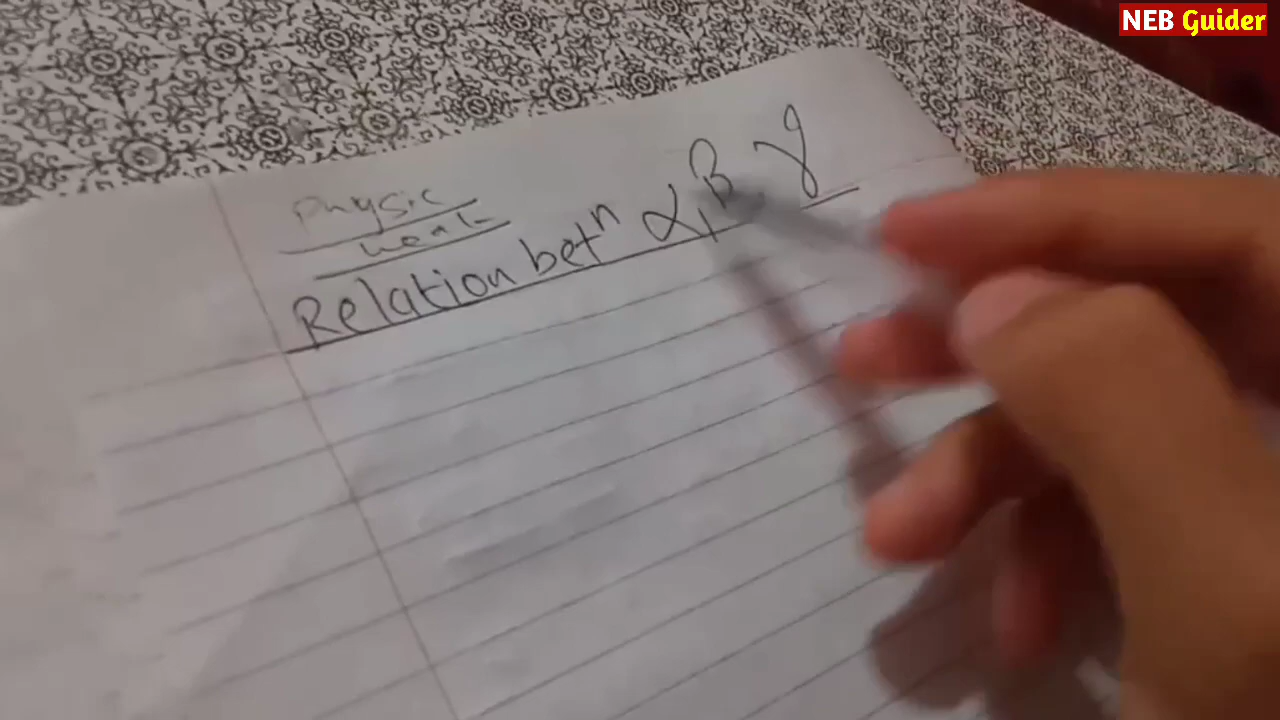 NEB Guider
Physic
Heat
Relation betⁿ α, β, γ